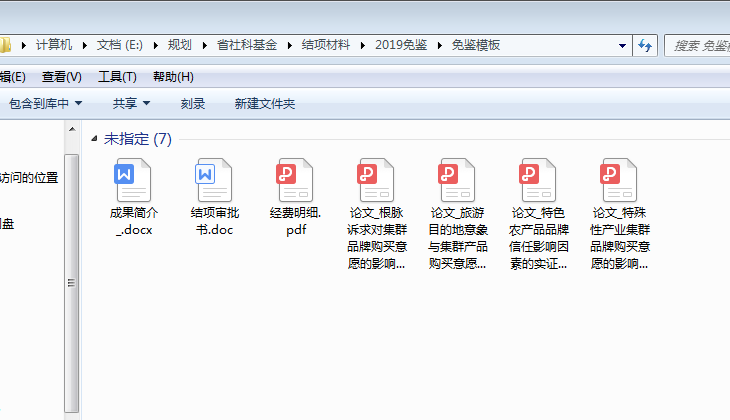 计算机 ▸ 文档 (E:) ▸ 规划 ▸ 省社科基金 ▸ 结项材料 ▸ 2019免鉴 ▸ 免鉴模板
搜索 免鉴
辑(E) 查看(V) 工具(T) 帮助(H)
包含到库中 共享 刻录 新建文件夹
未指定 (7)
访问的位置
盘
成果简介
_.docx
结项审批
书.doc
经费明细.
pdf
论文_根脉
诉求对集群
品牌购买意
愿的影响...
论文_旅游
目的地意象
与集群产品
购买意愿...
论文_特色
农产品品牌
信任影响因
素的实证...
论文_特殊
性产业集群
品牌购买意
愿的影响...